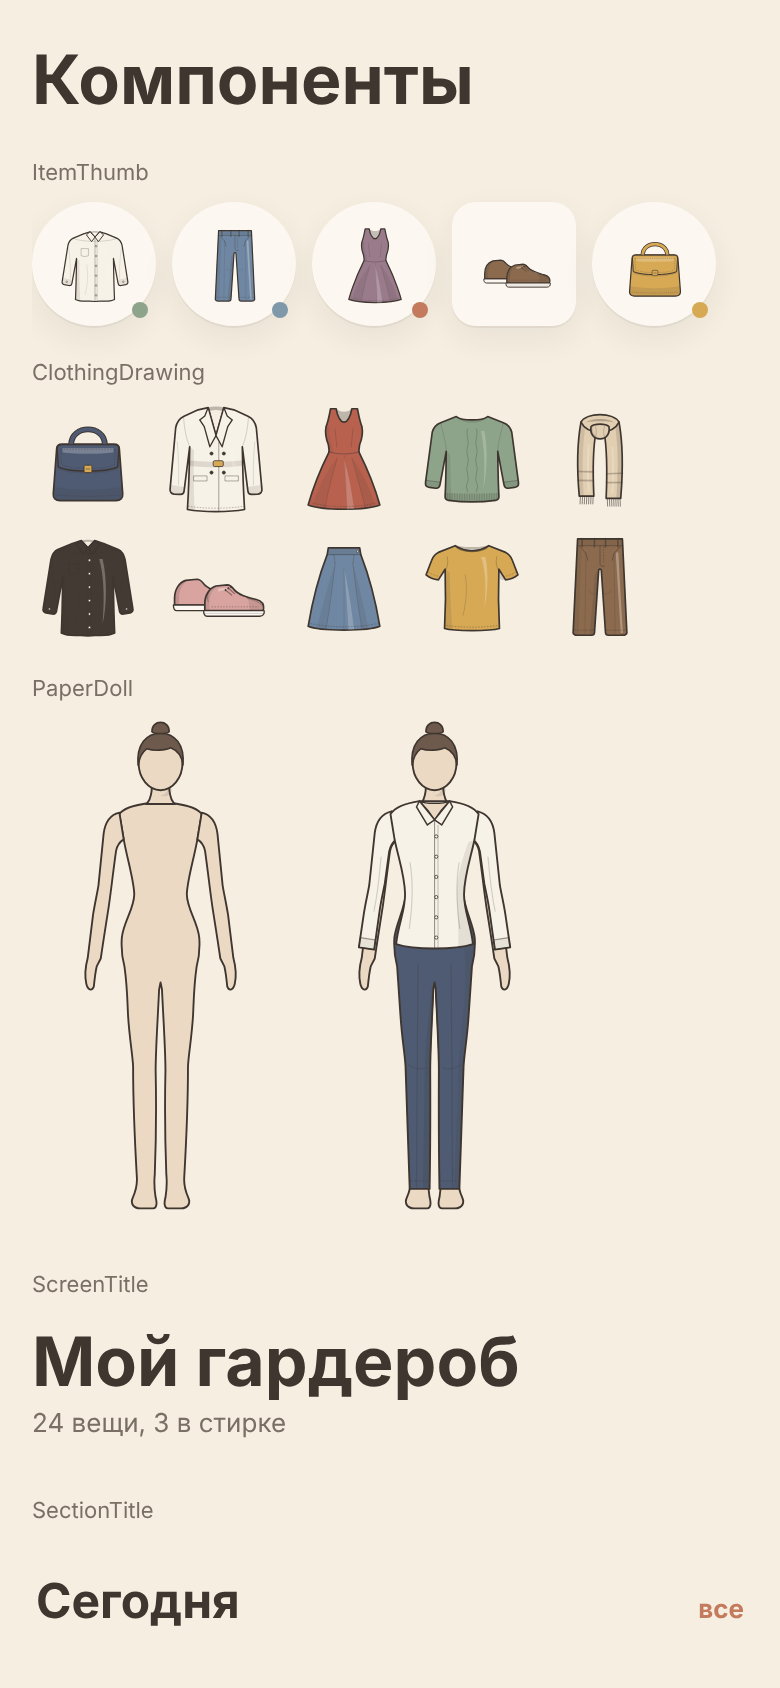 Компоненты
ItemThumb
ClothingDrawing
PaperDoll
ScreenTitle
Мой гардероб
24 вещи, 3 в стирке
SectionTitle
Сегодня
все